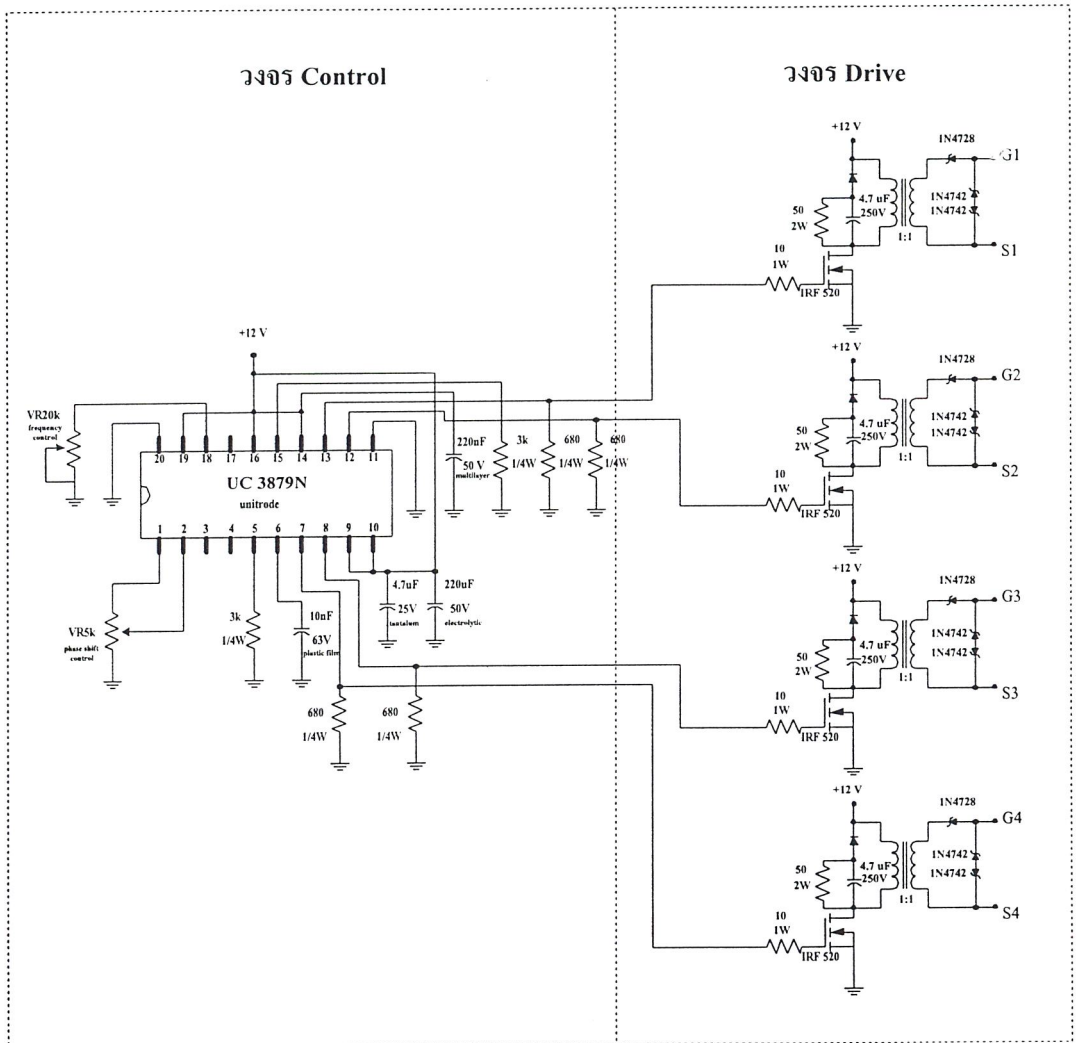 วงจร Control
วงจร Drive
+12 V
1N4728
G1
4.7 uF
250V
1N4742
1N4742
50
2W
1:1
S1
10
1W
IRF 520
+12 V
1N4728
G2
4.7 uF
250V
1N4742
1N4742
50
2W
1:1
S2
10
1W
IRF 520
+12 V
1N4728
G3
4.7 uF
250V
1N4742
1N4742
50
2W
1:1
S3
10
1W
IRF 520
+12 V
1N4728
G4
4.7 uF
250V
1N4742
1N4742
50
2W
1:1
S4
10
1W
IRF 520
+12 V
VR20k
frequency
control
20 19 18 17 16 15 14 13 12 11
220nF
50 V
multilayer
3k
1/4W
680
1/4W
680
1/4W
UC 3879N
unitrode
1 2 3 4 5 6 7 8 9 10
VR5k
phase shift
control
3k
1/4W
10nF
63V
plastic film
4.7uF
25V
tantalum
220uF
50V
electrolytic
680
1/4W
680
1/4W